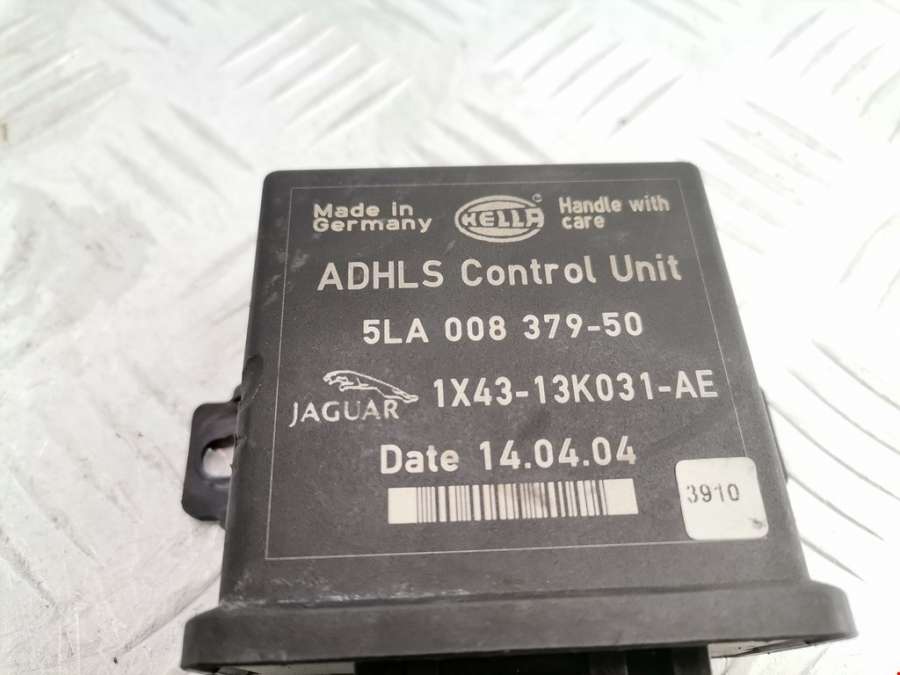 Made in
Germany
HELLA
Handle with
care
ADHLS Control Unit
5LA 008 379-50
JAGUAR
1X43-13K031-AE
Date 14.04.04
3910